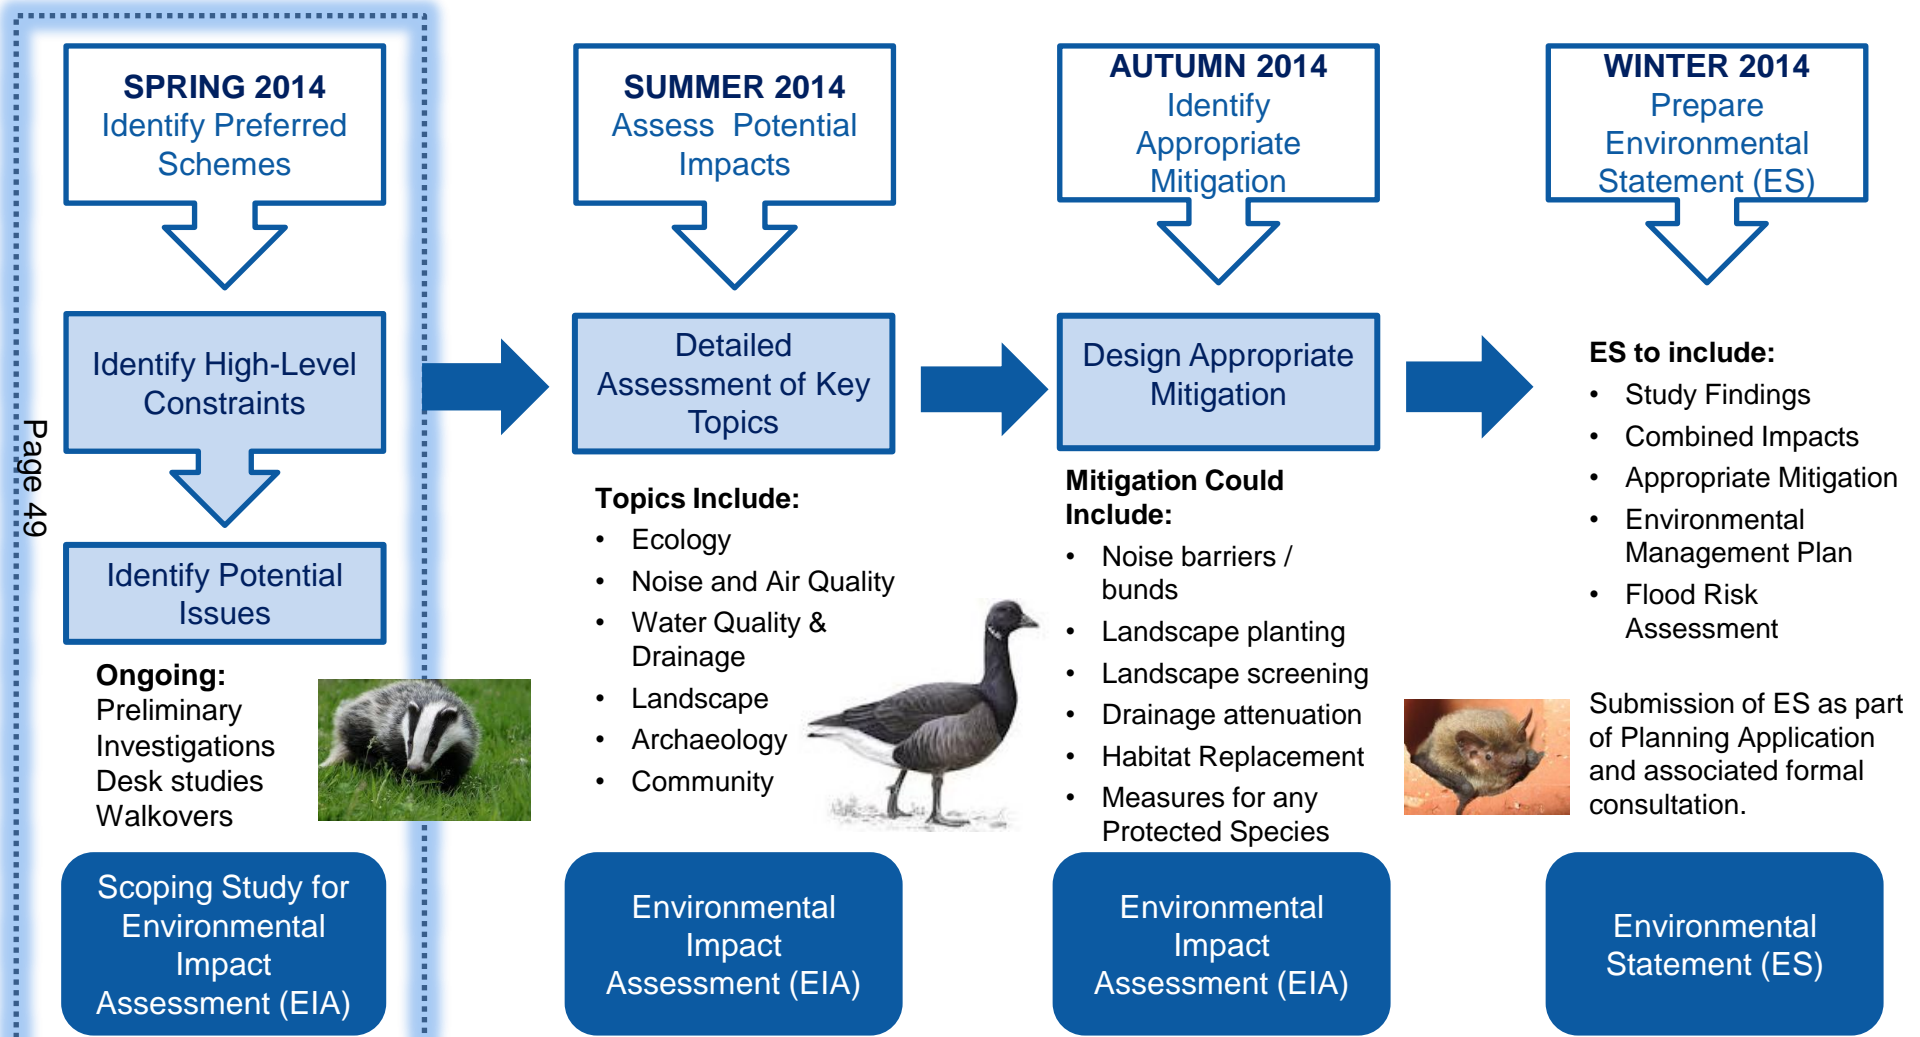 SPRING 2014
Identify Preferred
Schemes
Identify High-Level
Constraints
Identify Potential
Issues
Ongoing:
Preliminary
Investigations
Desk studies
Walkovers
Scoping Study for
Environmental
Impact
Assessment (EIA)
SUMMER 2014
Assess Potential
Impacts
Detailed
Assessment of Key
Topics
Topics Include:
• Ecology
• Noise and Air Quality
• Water Quality &
Drainage
• Landscape
• Archaeology
• Community
Environmental
Impact
Assessment (EIA)
AUTUMN 2014
Identify
Appropriate
Mitigation
Design Appropriate
Mitigation
Mitigation Could
Include:
• Noise barriers /
bunds
• Landscape planting
• Landscape screening
• Drainage attenuation
• Habitat Replacement
• Measures for any
Protected Species
Environmental
Impact
Assessment (EIA)
WINTER 2014
Prepare
Environmental
Statement (ES)
ES to include:
• Study Findings
• Combined Impacts
• Appropriate Mitigation
• Environmental
Management Plan
• Flood Risk
Assessment
Submission of ES as part
of Planning Application
and associated formal
consultation.
Environmental
Statement (ES)
Page 49